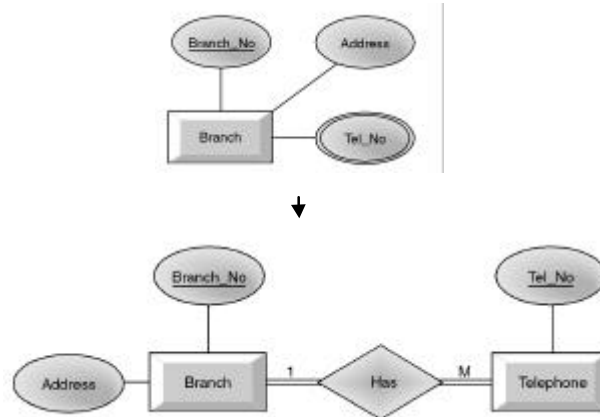 Branch_No
Address
Branch
Tel_No
Branch_No
Tel_No
Address
Branch
1
Has
M
Telephone